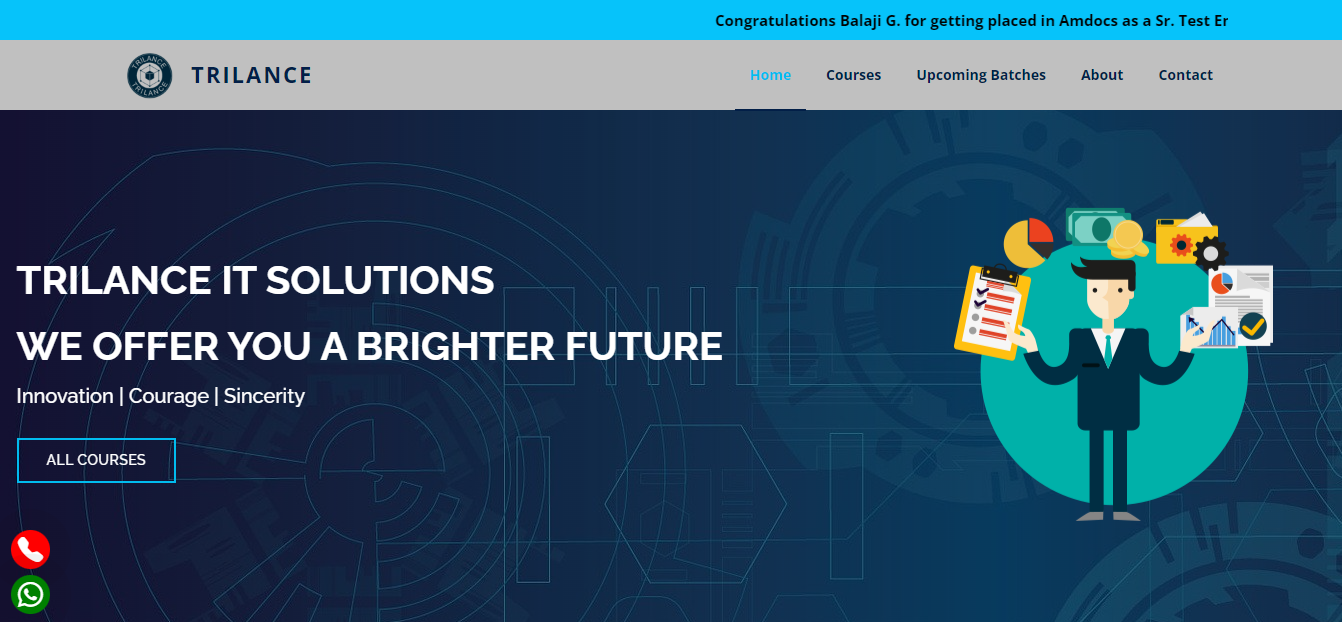 Congratulations Balaji G. for getting placed in Amdocs as a Sr. Test
TRILANCE
TRILANCE
TRILANCE
Home
Courses
Upcoming Batches
About
Contact
TRILANCE IT SOLUTIONS
WE OFFER YOU A BRIGHTER FUTURE
Innovation | Courage | Sincerity
ALL COURSES